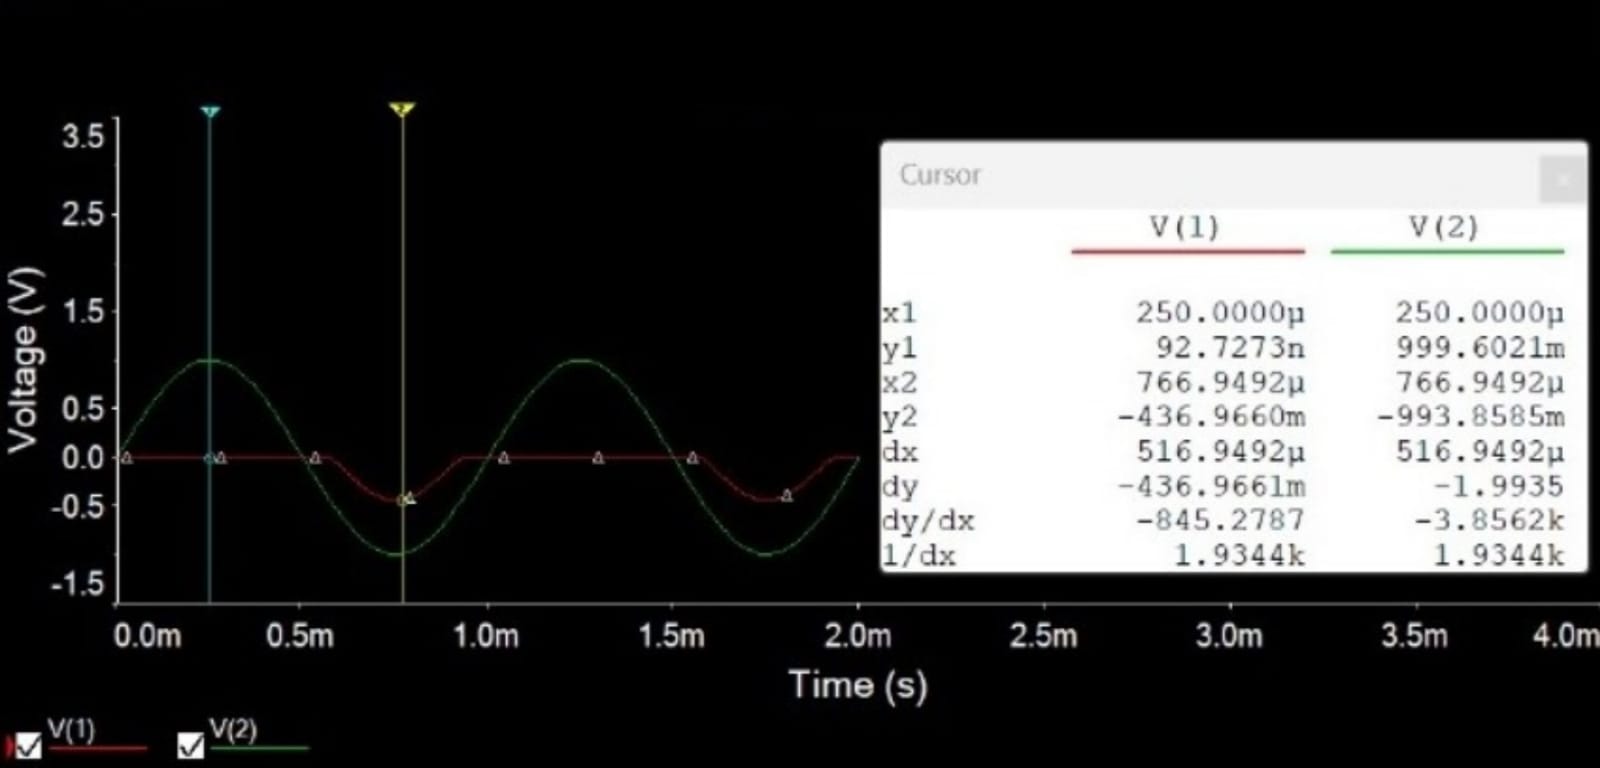 1
2
3.5
2.5
1.5
0.5
0.0
-0.5
-1.5
Voltage (V)
0.0m 0.5m 1.0m 1.5m 2.0m 2.5m 3.0m 3.5m 4.0m
Time (s)
V(1) V(2)
Cursor
V(1) V(2)
x1 250.0000µ 250.0000µ
y1 92.7273n 999.6021m
x2 766.9492µ 766.9492µ
y2 -436.9660m -993.8585m
dx 516.9492µ 516.9492µ
dy -436.9661m -1.9935
dy/dx -845.2787 -3.8562k
1/dx 1.9344k 1.9344k